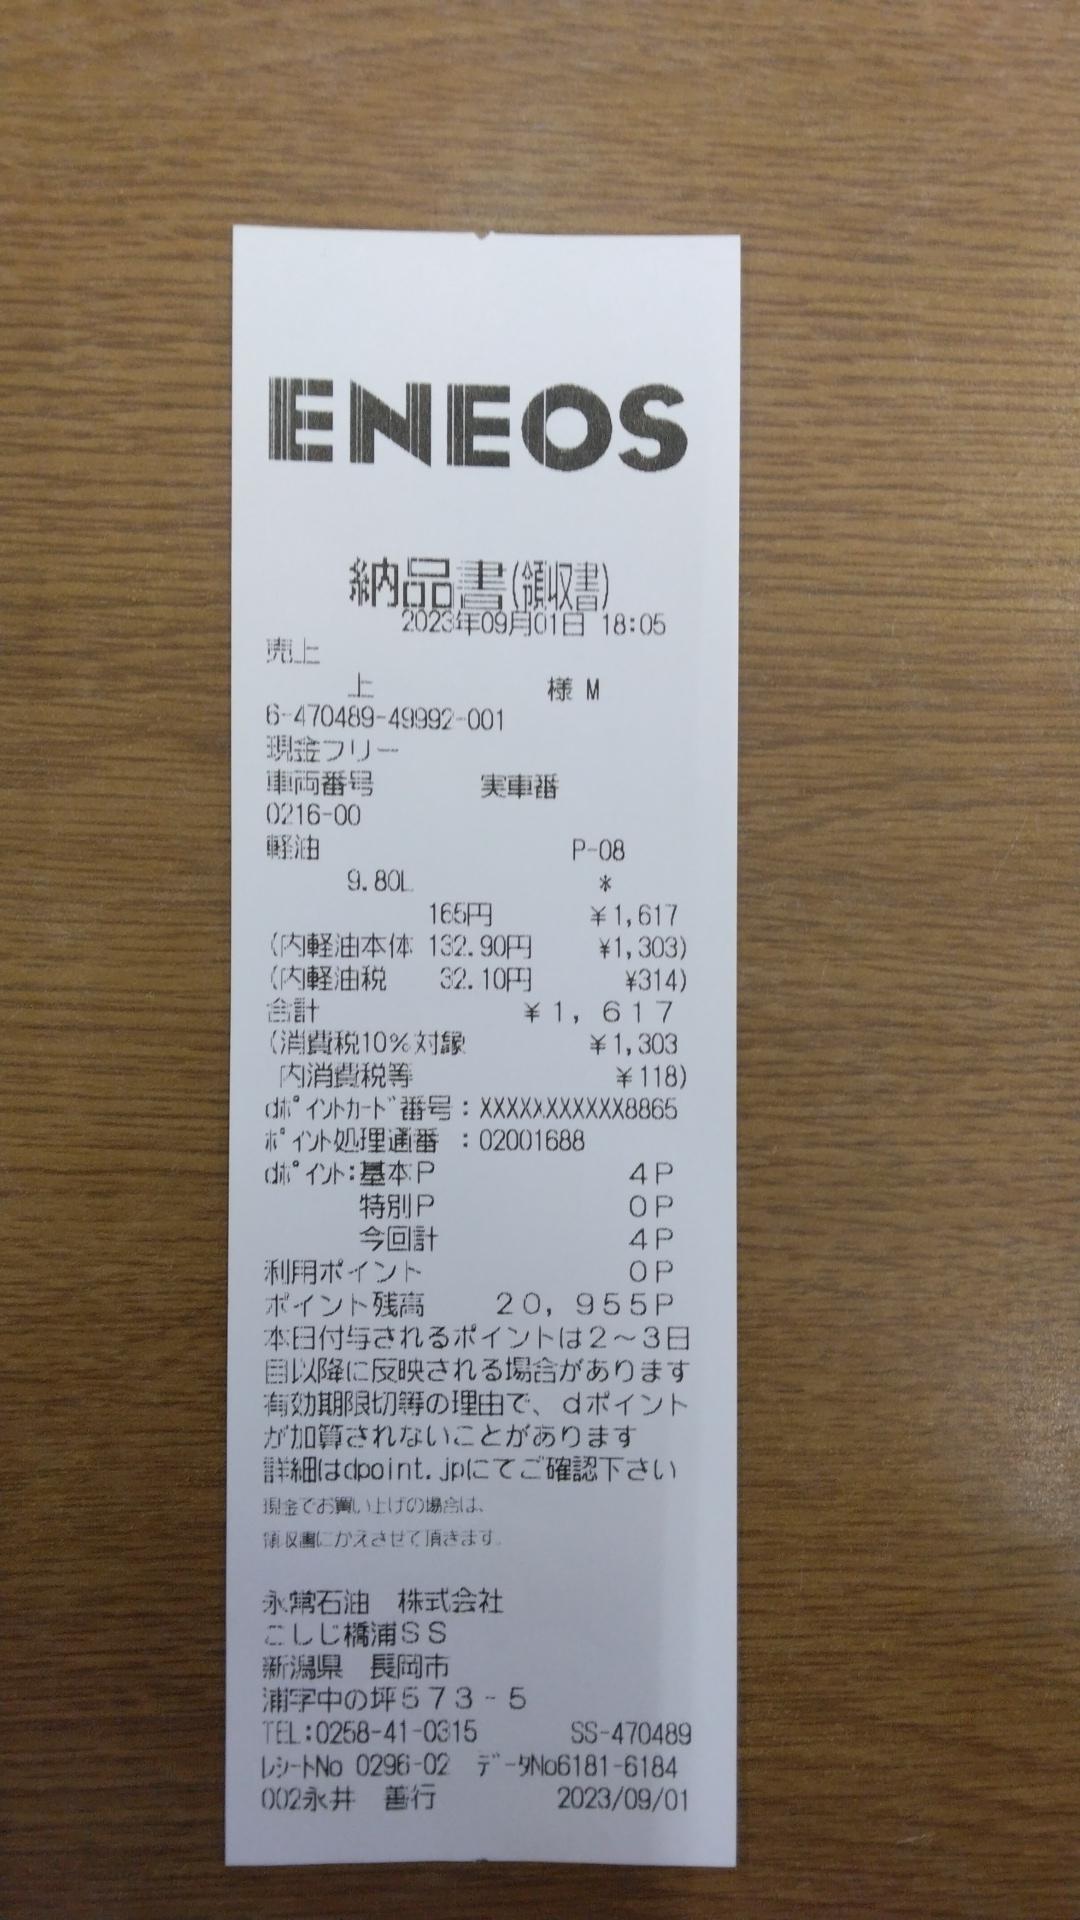 ENEOS
納品書(領収書)
2023年09月01日 18:05
売上
上 様 M
6-470489-49992-001
現金フリー
車両番号 実車番
0216-00
軽油 P-08
9.80L *
165円 ¥1,617
(内軽油本体 132.90円 ¥1,303)
(内軽油税 32.10円 ¥314)
合計 ¥1,617
(消費税10%対象 ¥1,303
内消費税等 ¥118)
dポイントカード番号:XXXXXXXXXXX8865
ポイント処理通番 :02001688
dポイント:基本P 4P
特別P 0P
今回計 4P
利用ポイント 0P
ポイント残高 20,955P
本日付与されるポイントは2~3日
目以降に反映される場合があります
有効期限切等の理由で、dポイント
が加算されないことがあります
詳細はdpoint.jpにてご確認下さい
現金でお買い上げの場合は、
領収書にかえさせて頂きます。
永常石油 株式会社
こしじ橋浦SS
新潟県 長岡市
浦字中の坪573-5
TEL:0258-41-0315 SS-470489
レシートNo 0296-02 データNo6181-6184
002永井 善行 2023/09/01